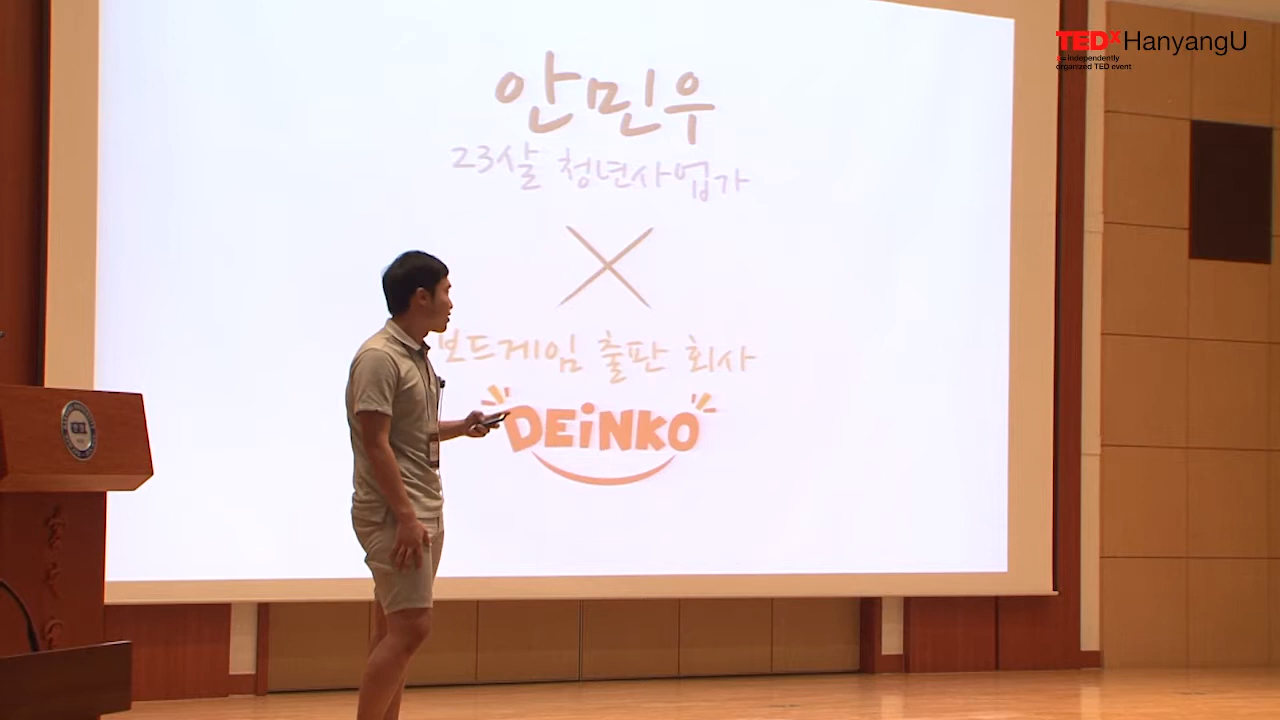 TEDxHanyangU
x = independently organized TED event
안민우
23살 청년사업가
×
보드게임 출판 회사
DEiNKO